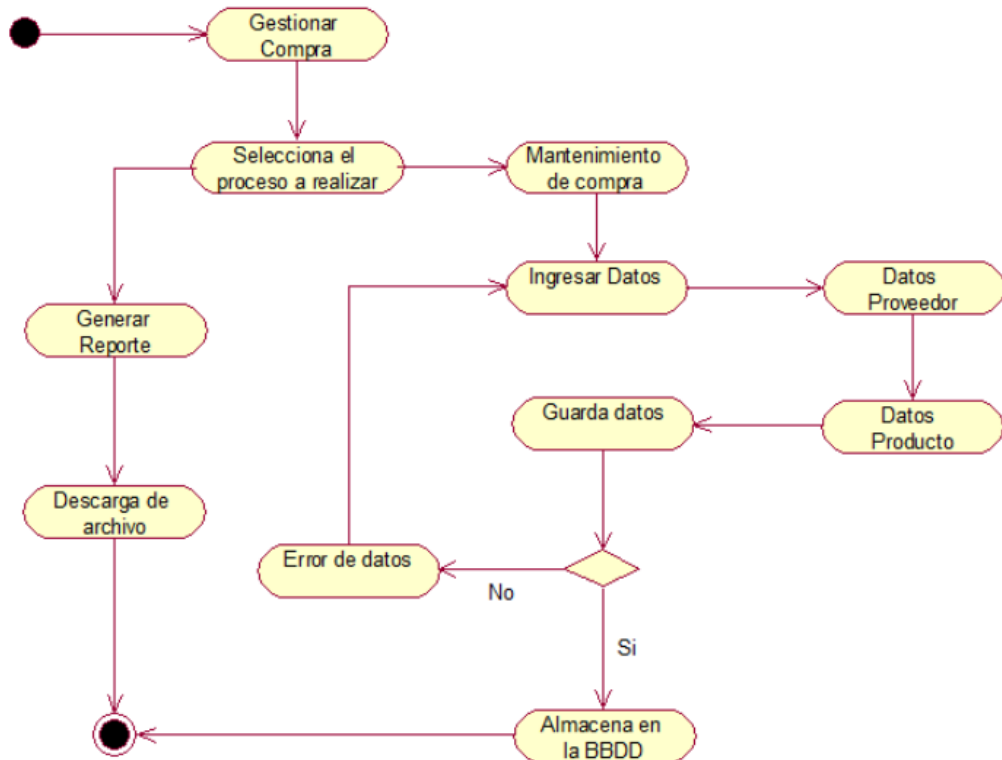 Gestionar
Compra
Selecciona el
proceso a realizar
Mantenimiento
de compra
Ingresar Datos
Datos
Proveedor
Generar
Reporte
Guarda datos
Datos
Producto
Descarga de
archivo
Error de datos
No
Si
Almacena en
la BBDD